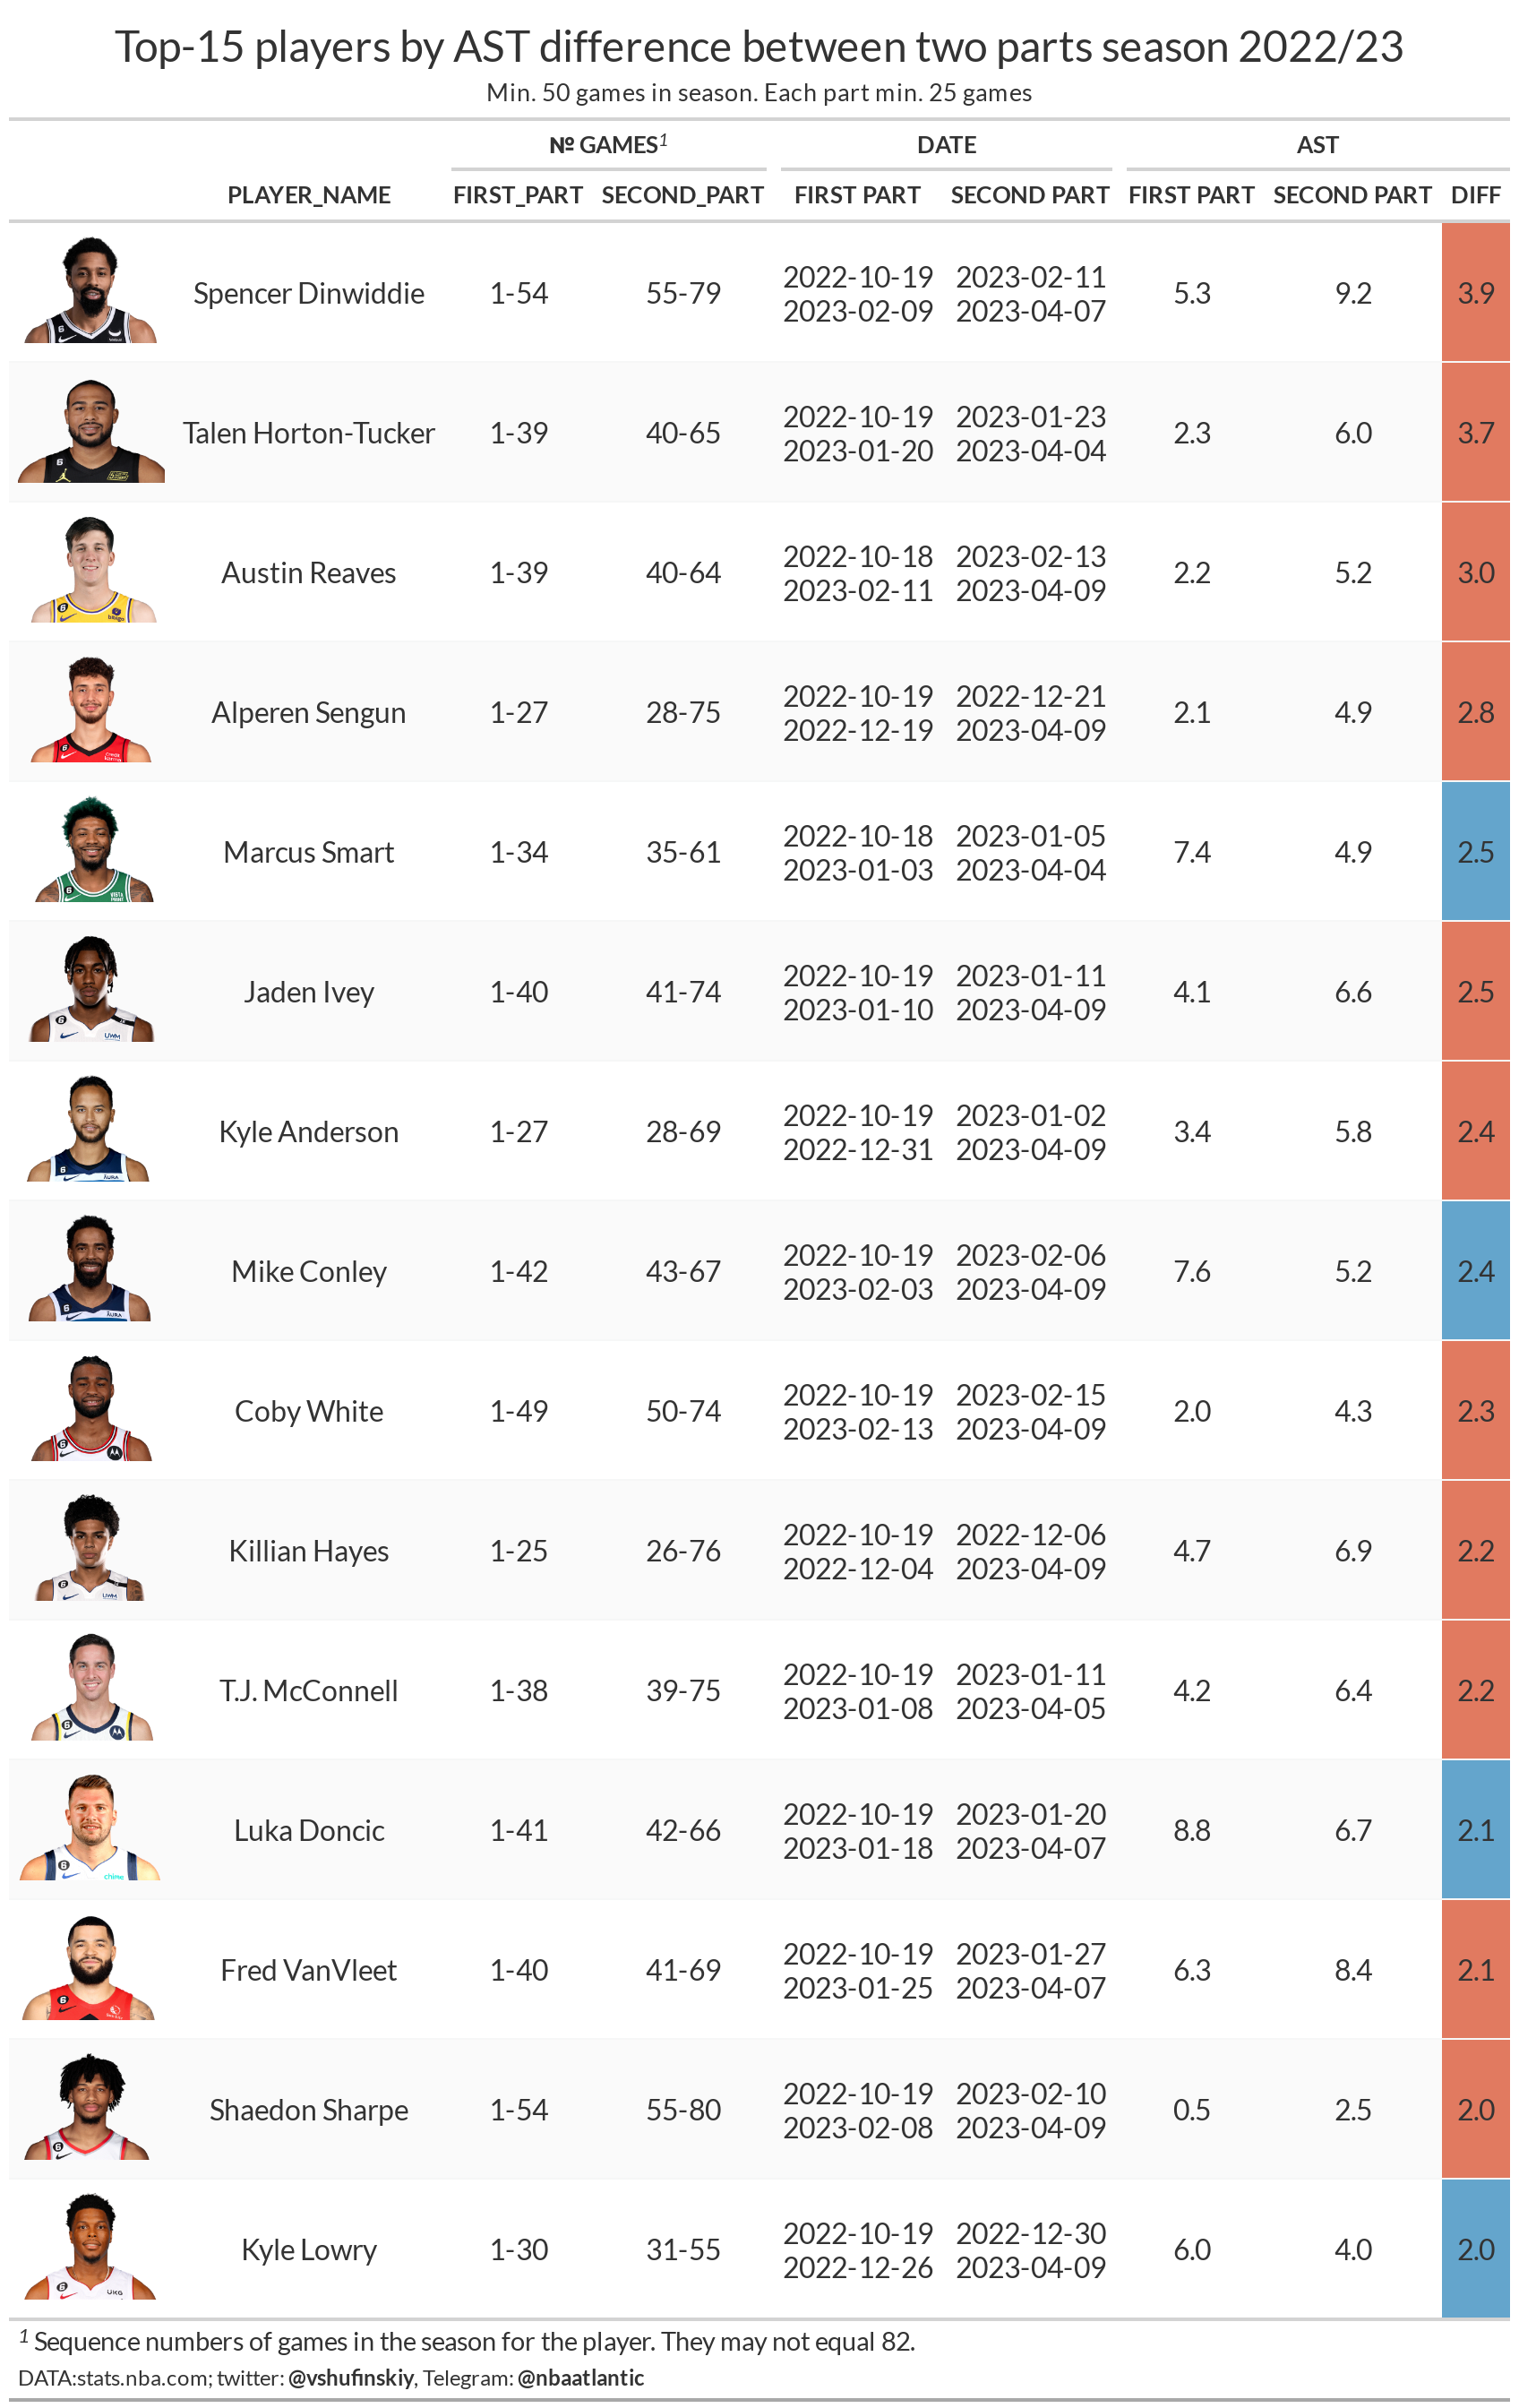 Top-15 players by AST difference between two parts season 2022/23
Min. 50 games in season. Each part min. 25 games
№ GAMES1 DATE AST
PLAYER_NAME FIRST_PART SECOND_PART FIRST PART SECOND PART FIRST PART SECOND PART DIFF
Spencer Dinwiddie 1-54 55-79 2022-10-19 2023-02-11 5.3 9.2 3.9
2023-02-09 2023-04-07
Talen Horton-Tucker 1-39 40-65 2022-10-19 2023-01-23 2.3 6.0 3.7
2023-01-20 2023-04-04
Austin Reaves 1-39 40-64 2022-10-18 2023-02-13 2.2 5.2 3.0
2023-02-11 2023-04-09
Alperen Sengun 1-27 28-75 2022-10-19 2022-12-21 2.1 4.9 2.8
2022-12-19 2023-04-09
Marcus Smart 1-34 35-61 2022-10-18 2023-01-05 7.4 4.9 2.5
2023-01-03 2023-04-04
Jaden Ivey 1-40 41-74 2022-10-19 2023-01-11 4.1 6.6 2.5
2023-01-10 2023-04-09
Kyle Anderson 1-27 28-69 2022-10-19 2023-01-02 3.4 5.8 2.4
2022-12-31 2023-04-09
Mike Conley 1-42 43-67 2022-10-19 2023-02-06 7.6 5.2 2.4
2023-02-03 2023-04-09
Coby White 1-49 50-74 2022-10-19 2023-02-15 2.0 4.3 2.3
2023-02-13 2023-04-09
Killian Hayes 1-25 26-76 2022-10-19 2022-12-06 4.7 6.9 2.2
2022-12-04 2023-04-09
T.J. McConnell 1-38 39-75 2022-10-19 2023-01-11 4.2 6.4 2.2
2023-01-08 2023-04-05
Luka Doncic 1-41 42-66 2022-10-19 2023-01-20 8.8 6.7 2.1
2023-01-18 2023-04-07
Fred VanVleet 1-40 41-69 2022-10-19 2023-01-27 6.3 8.4 2.1
2023-01-25 2023-04-07
Shaedon Sharpe 1-54 55-80 2022-10-19 2023-02-10 0.5 2.5 2.0
2023-02-08 2023-04-09
Kyle Lowry 1-30 31-55 2022-10-19 2022-12-30 6.0 4.0 2.0
2022-12-26 2023-04-09
1 Sequence numbers of games in the season for the player. They may not equal 82.
DATA:stats.nba.com; twitter: @vshufinskiy, Telegram: @nbaatlantic